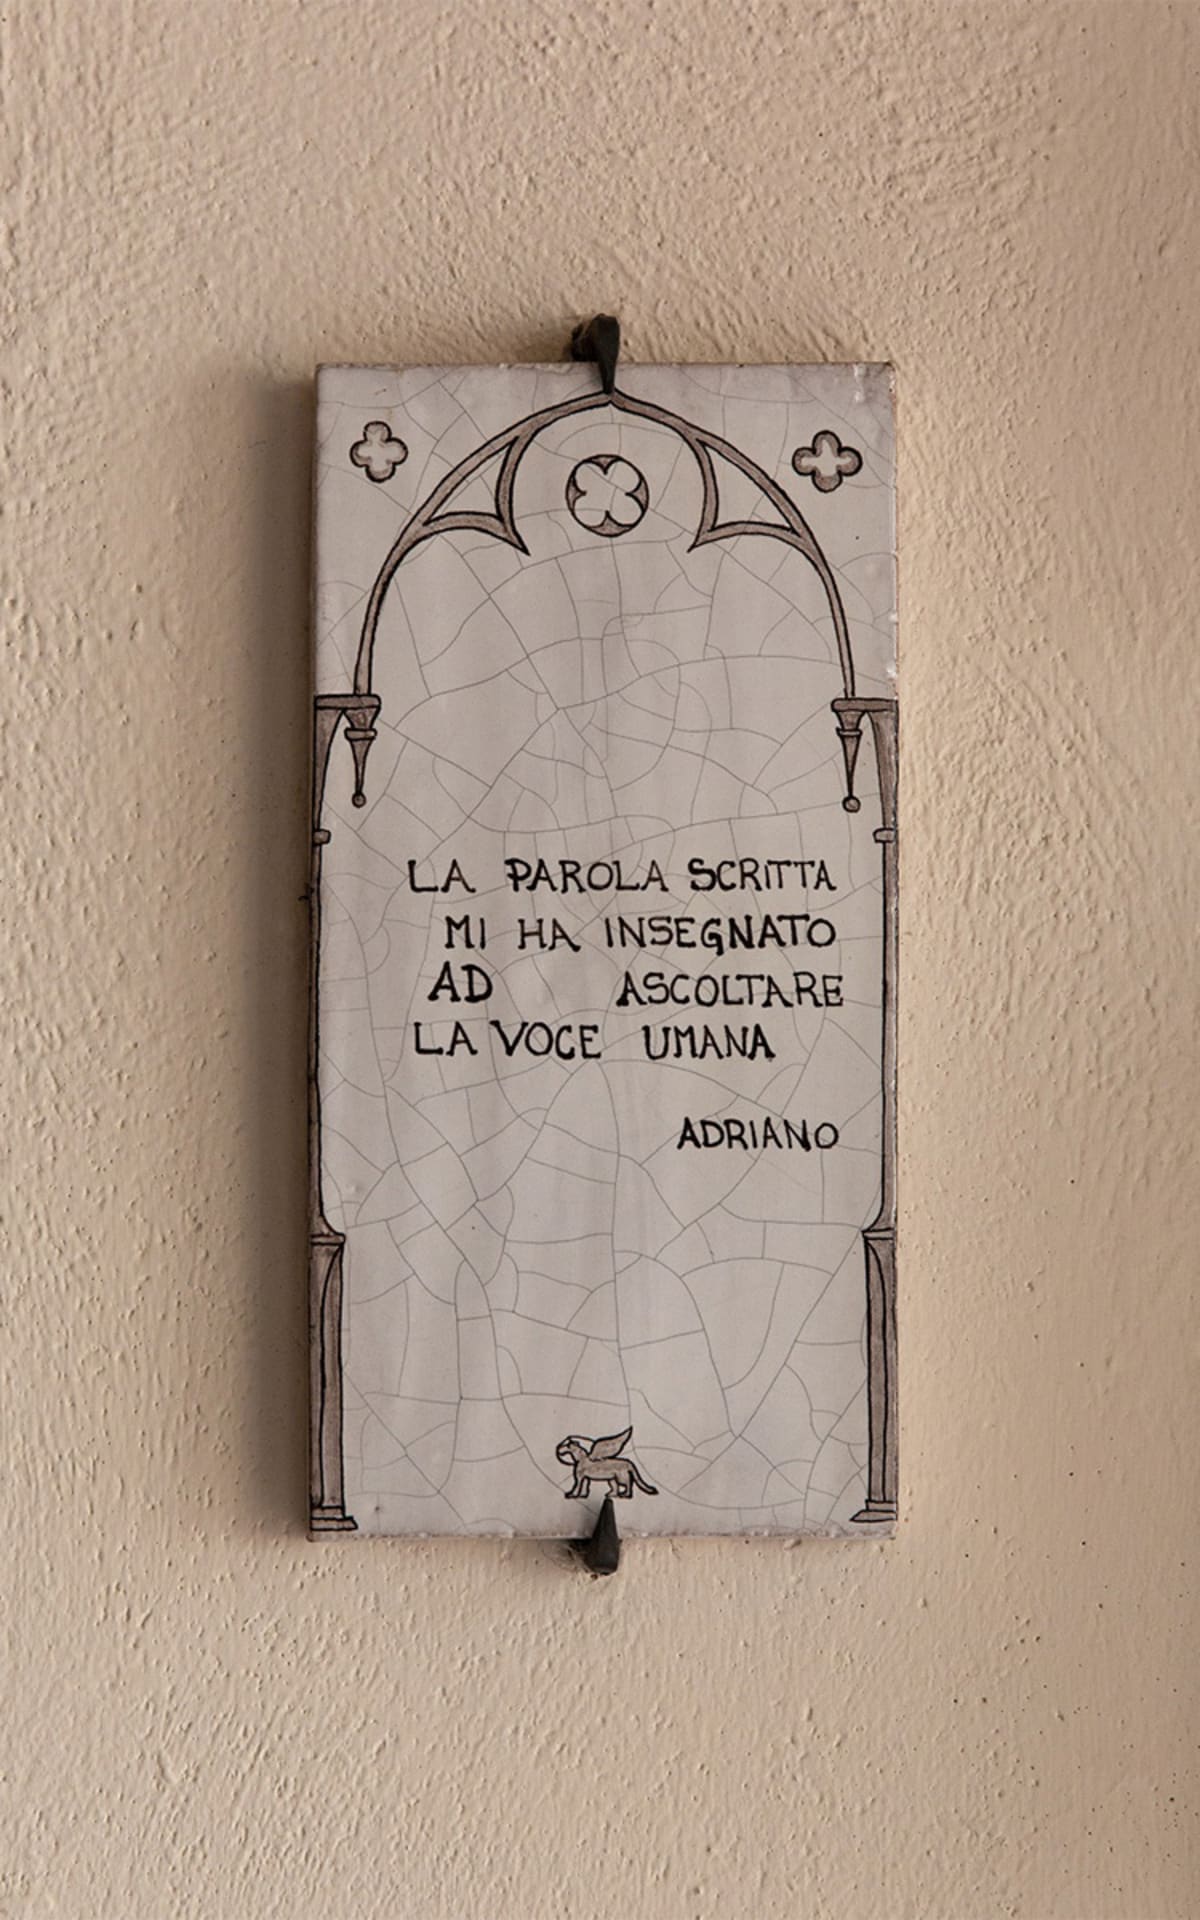 LA PAROLA SCRITTA
MI HA INSEGNATO
AD ASCOLTARE
LA VOCE UMANA
ADRIANO